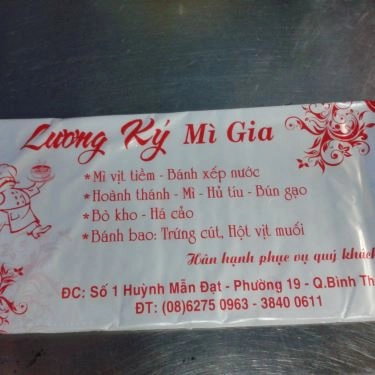 Lương Ký Mì Gia
*Mì vịt tiềm - Bánh xếp nước
*Hoành thánh - Mì - Hủ tíu - Bún gạo
*Bò kho - Há cảo
*Bánh bao: Trứng cút, Hột vịt muối
Hân hạnh phục vụ quý khách
ĐC: Số 1 Huỳnh Mẫn Đạt - Phường 19 - Q.Bình Th
ĐT: (08)6275 0963 - 3840 0611